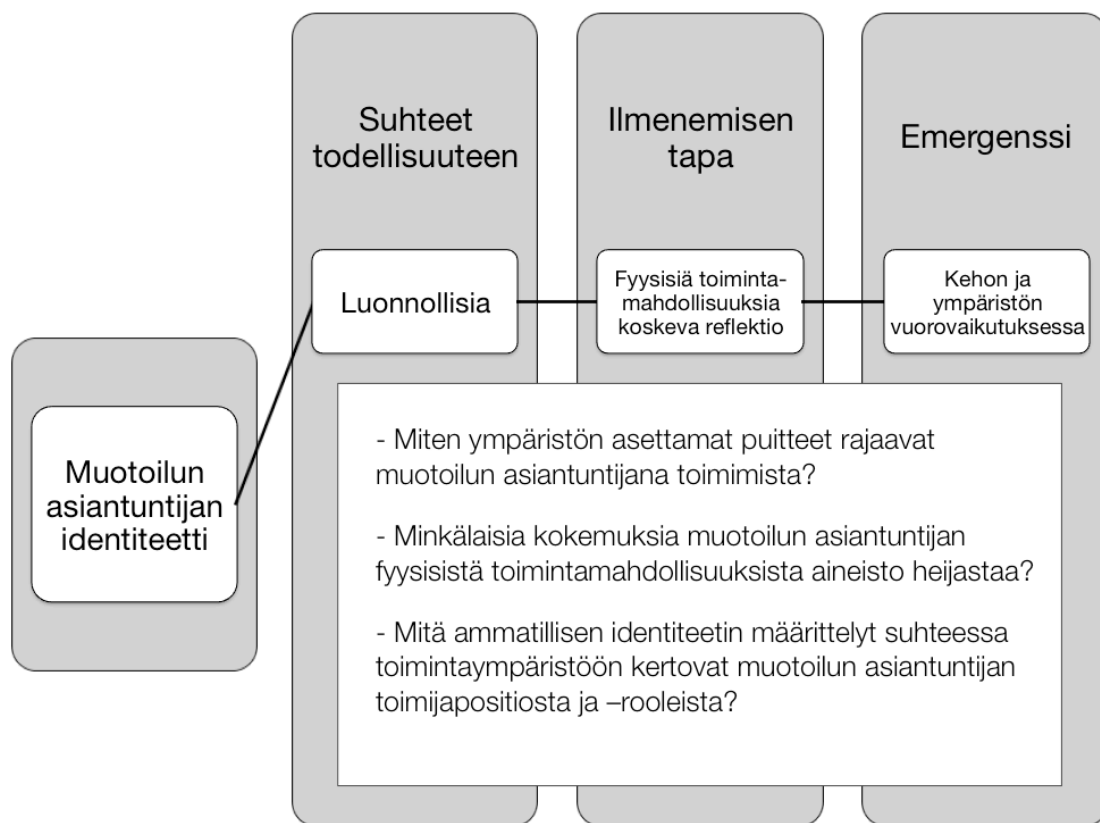 Suhteet
todellisuuteen
Ilmenemisen
tapa
Emergenssi
Luonnollisia
Fyysisiä toiminta-
mahdollisuuksia
koskeva reflektio
Kehon ja
ympäristön
vuorovaikutuksessa
Muotoilun
asiantuntijan
identiteetti
- Miten ympäristön asettamat puitteet rajaavat
muotoilun asiantuntijana toimimista?
- Minkälaisia kokemuksia muotoilun asiantuntijan
fyysisistä toimintamahdollisuuksista aineisto heijastaa?
- Mitä ammatillisen identiteetin määrittelyt suhteessa
toimintaympäristöön kertovat muotoilun asiantuntijan
toimijapositiosta ja –rooleista?